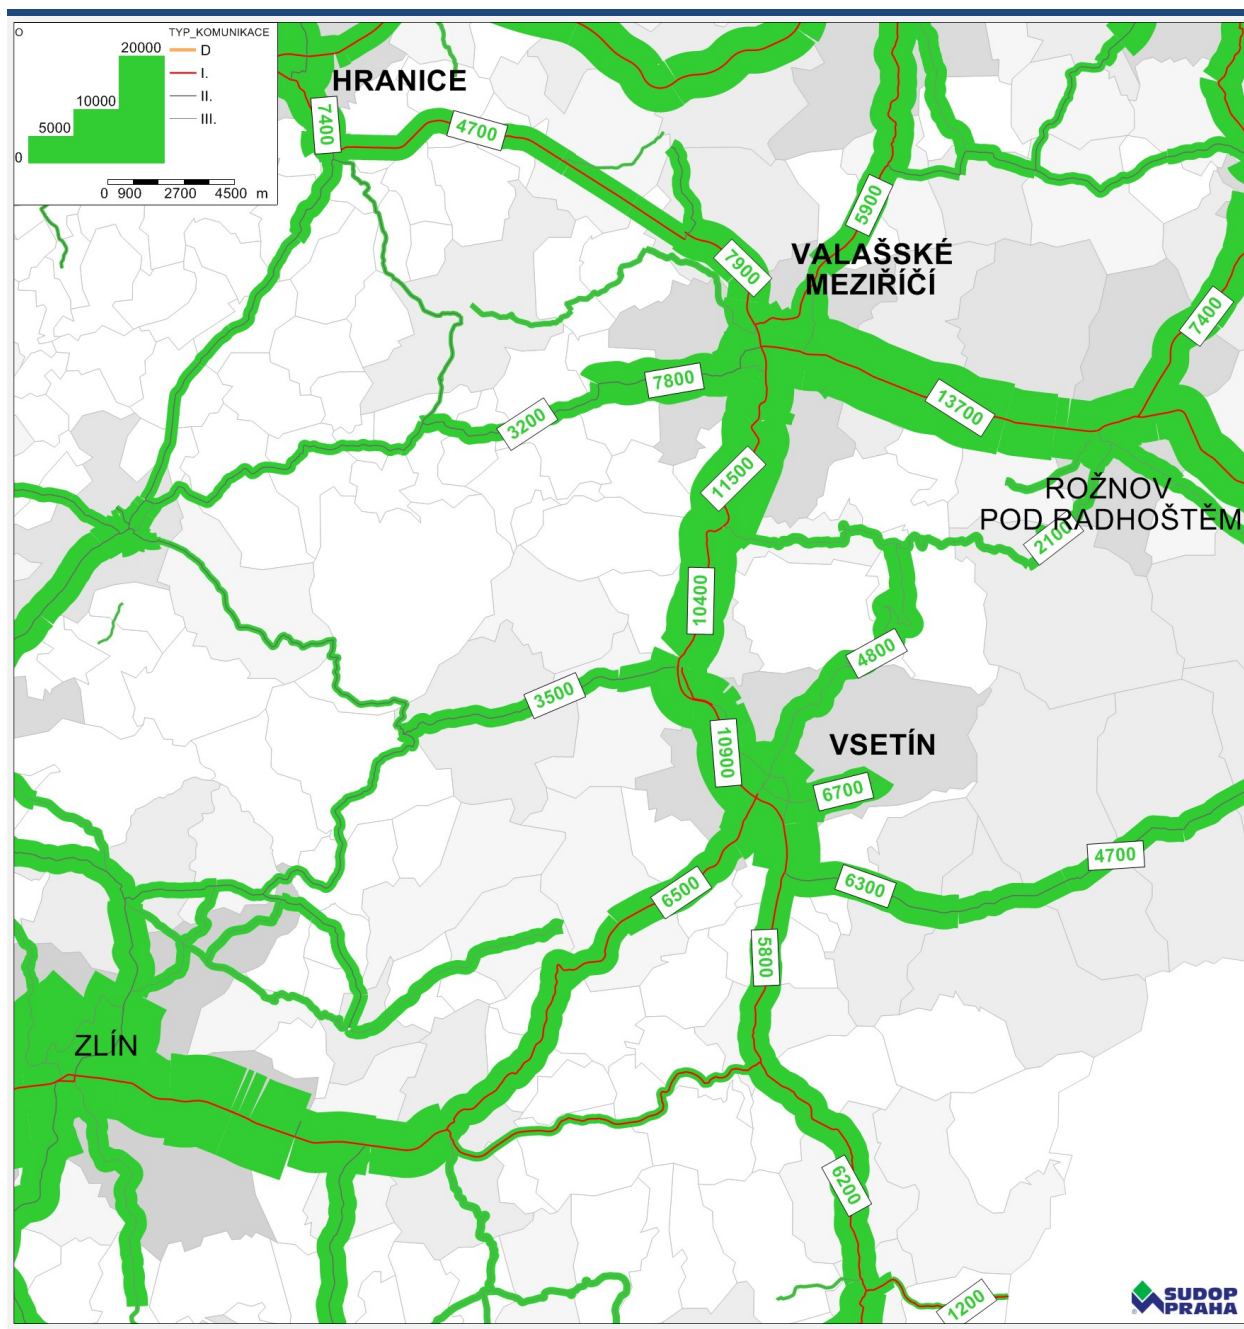 O
TYP_KOMUNIKACE
20000
D
I.
10000
II.
5000
III.
0
0 900 2700 4500 m
HRANICE
7400
4700
5900
VALAŠSKÉ
MEZIŘÍČÍ
7900
7400
7800
3200
13700
11500
ROŽNOV
POD RADHOŠTĚM
2100
10400
4800
3500
VSETÍN
10900
6700
4700
6300
6500
5800
ZLÍN
6200
1200
SUDOP
PRAHA